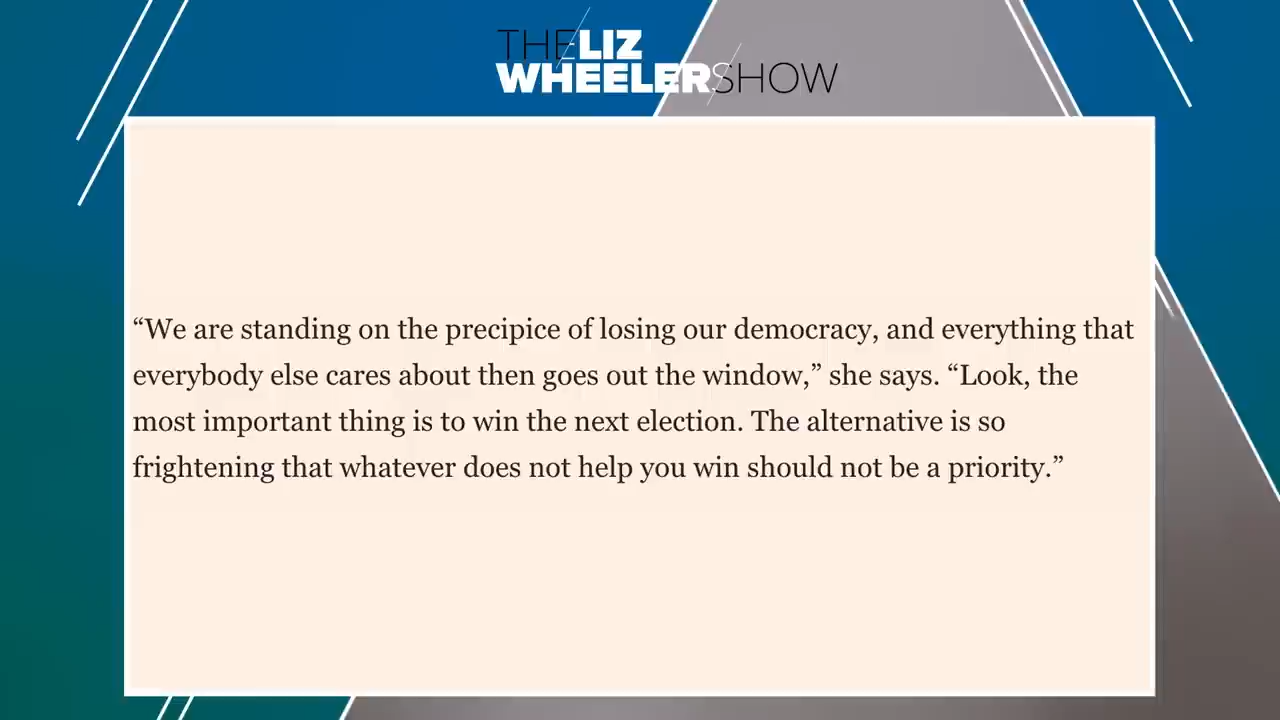 THE LIZ
WHEELER SHOW
“We are standing on the precipice of losing our democracy, and everything that
everybody else cares about then goes out the window,” she says. “Look, the
most important thing is to win the next election. The alternative is so
frightening that whatever does not help you win should not be a priority.”